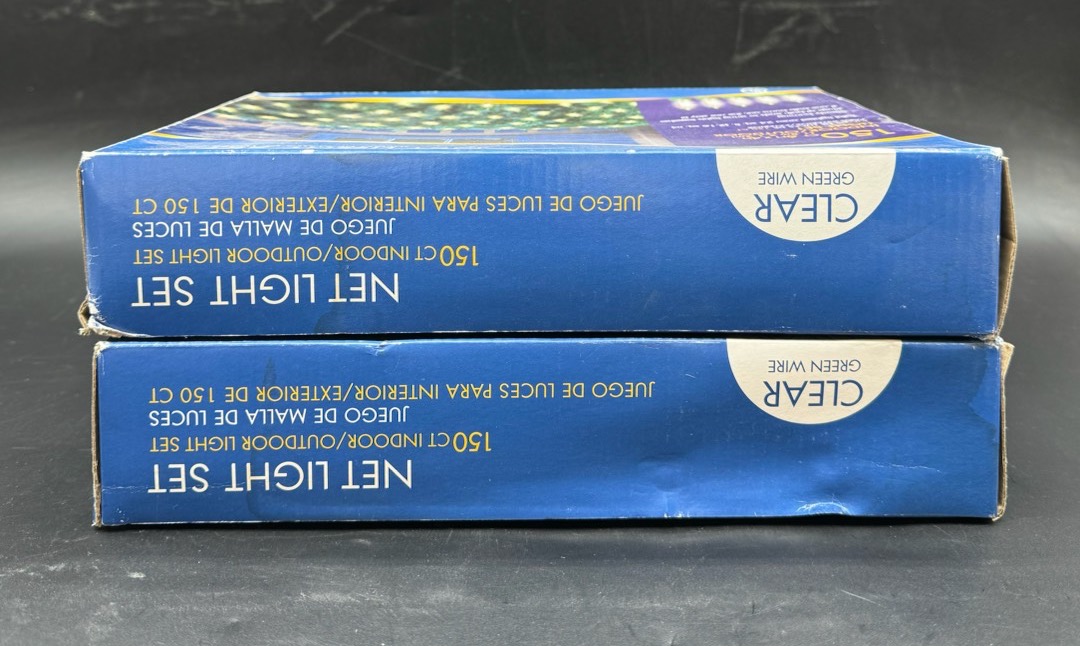 NET LIGHT SET
150 CT INDOOR/OUTDOOR LIGHT SET
JUEGO DE MALLA DE LUCES
JUEGO DE LUCES PARA INTERIOR/EXTERIOR DE 150 CT
CLEAR
GREEN WIRE
NET LIGHT SET
150 CT INDOOR/OUTDOOR LIGHT SET
JUEGO DE MALLA DE LUCES
JUEGO DE LUCES PARA INTERIOR/EXTERIOR DE 150 CT
CLEAR
GREEN WIRE
150